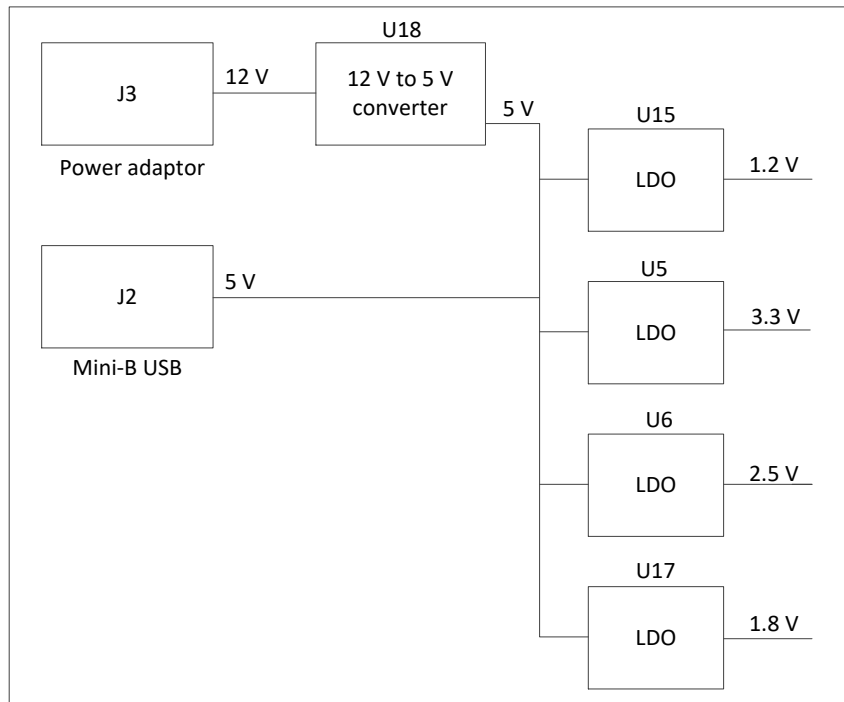 U18
J3
12 V
12 V to 5 V
converter
5 V
U15
Power adaptor
LDO
1.2 V
J2
5 V
U5
LDO
3.3 V
Mini-B USB
U6
LDO
2.5 V
U17
LDO
1.8 V